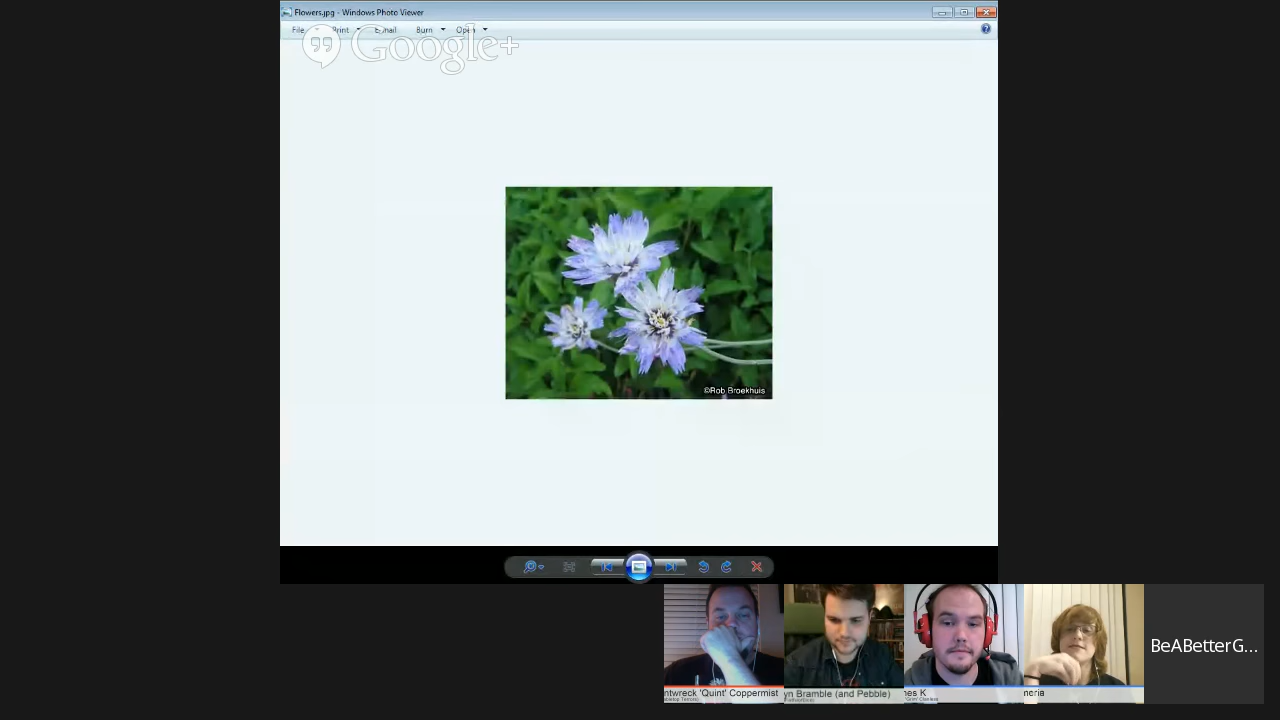 Flowers.jpg - Windows Photo Viewer
File Print E-mail Burn Open
Google+
©Rob Broekhuis
ntwreck 'Quint' Coppermist
yn Bramble (and Pebble)
nes K
neria
BeABetterG...